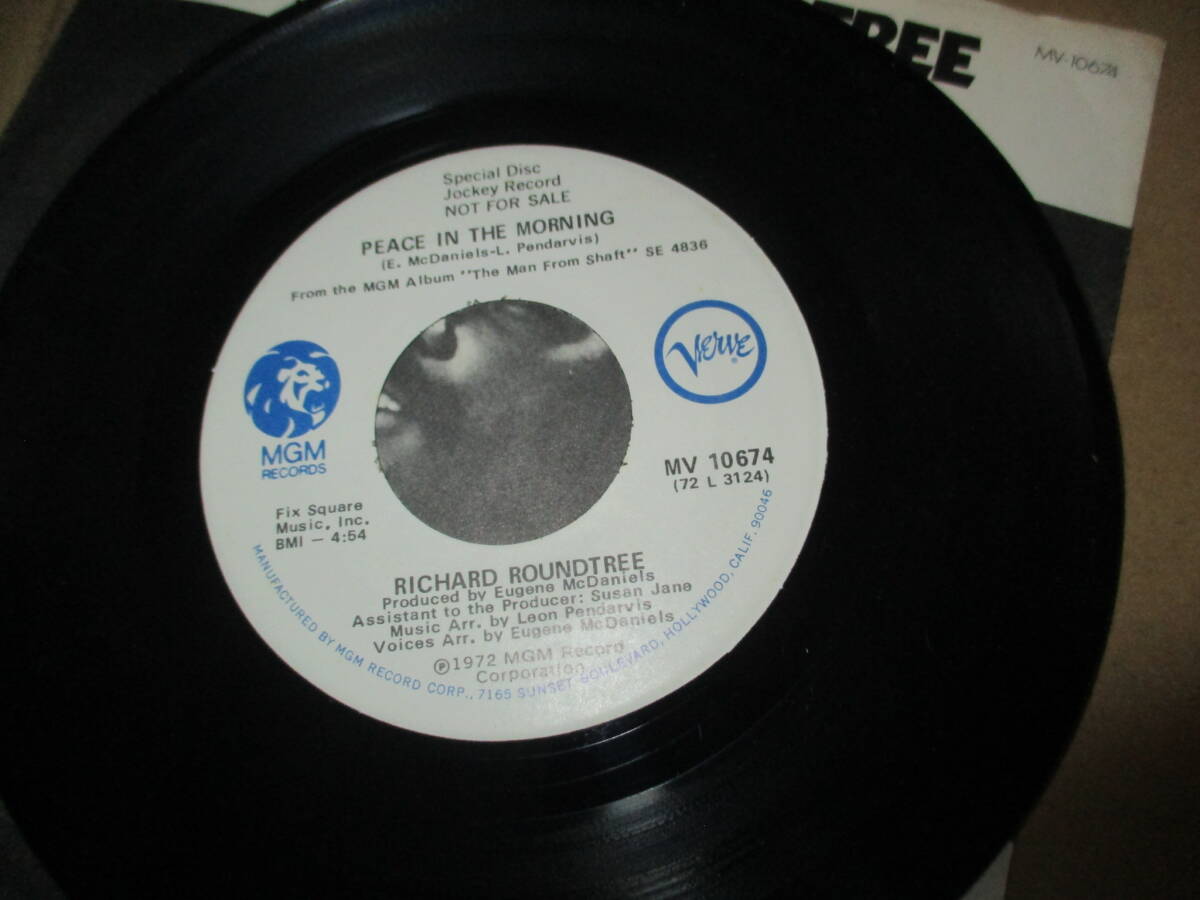 TREE
MV-10674
Special Disc
Jockey Record
NOT FOR SALE
PEACE IN THE MORNING
(E. McDaniels-L. Pendarvis)
From the MGM Album "The Man From Shaft" SE 4836
MGM
RECORDS
Verve
MV 10674
(72 L 3124)
Fix Square
Music, Inc.
BMI - 4:54
RICHARD ROUNDTREE
Produced by Eugene McDaniels
Assistant to the Producer: Susan Jane
Music Arr. by Leon Pendarvis
Voices Arr. by Eugene McDaniels
℗1972 MGM Record
Corporation
MANUFACTURED BY MGM RECORD CORP., 7165 SUNSET BOULEVARD, HOLLYWOOD, CALIF. 90046